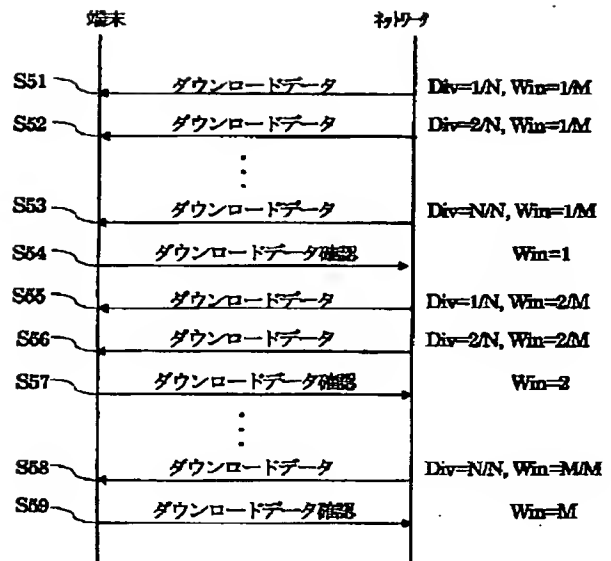 端末 ネットワーク
S51 ダウンロードデータ Div=1/N, Win=1/M
S52 ダウンロードデータ Div=2/N, Win=1/M
S53 ダウンロードデータ Div=N/N, Win=1/M
S54 ダウンロードデータ確認 Win=1
S55 ダウンロードデータ Div=1/N, Win=2/M
S56 ダウンロードデータ Div=2/N, Win=2/M
S57 ダウンロードデータ確認 Win=2
S58 ダウンロードデータ Div=N/N, Win=M/M
S59 ダウンロードデータ確認 Win=M